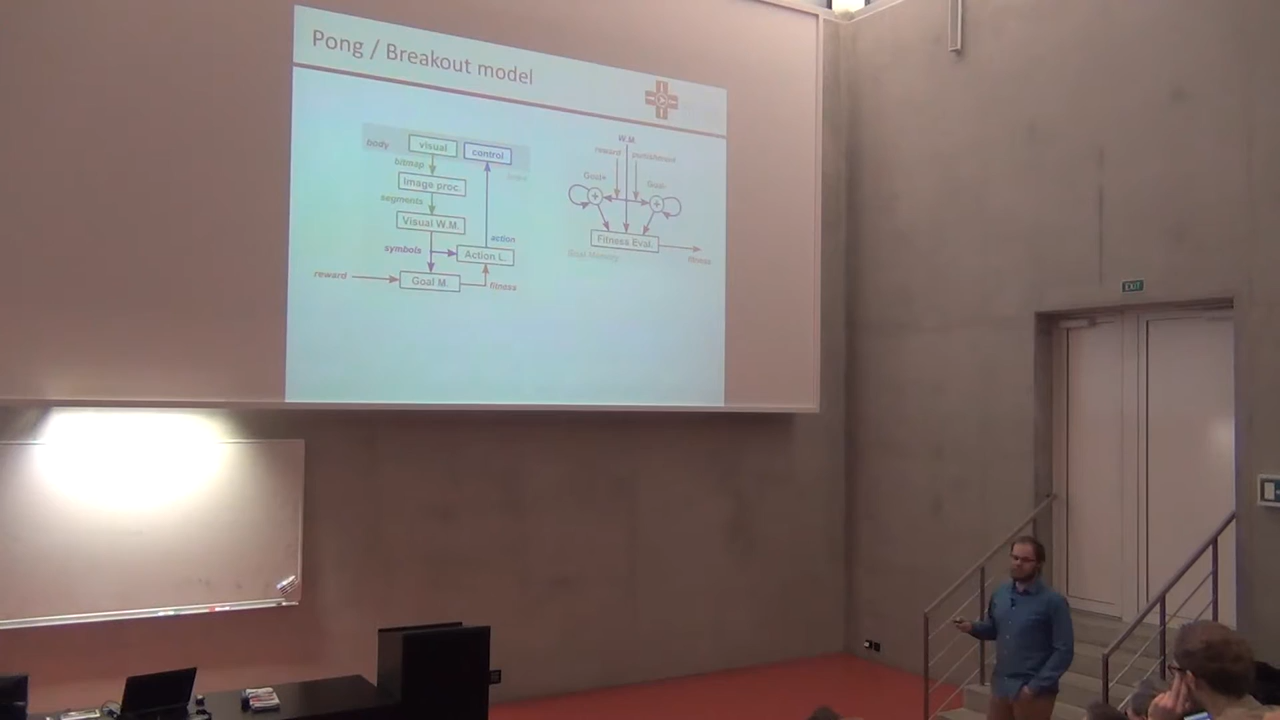 Pong / Breakout model
body
visual
control
bitmap
Image proc.
segments
Visual W.M.
symbols
action
Action L.
reward
Goal M.
fitness
W.M.
reward
punishment
Goal+
Goal-
+
+
Fitness Eval.
Goal Memory
fitness
EXIT